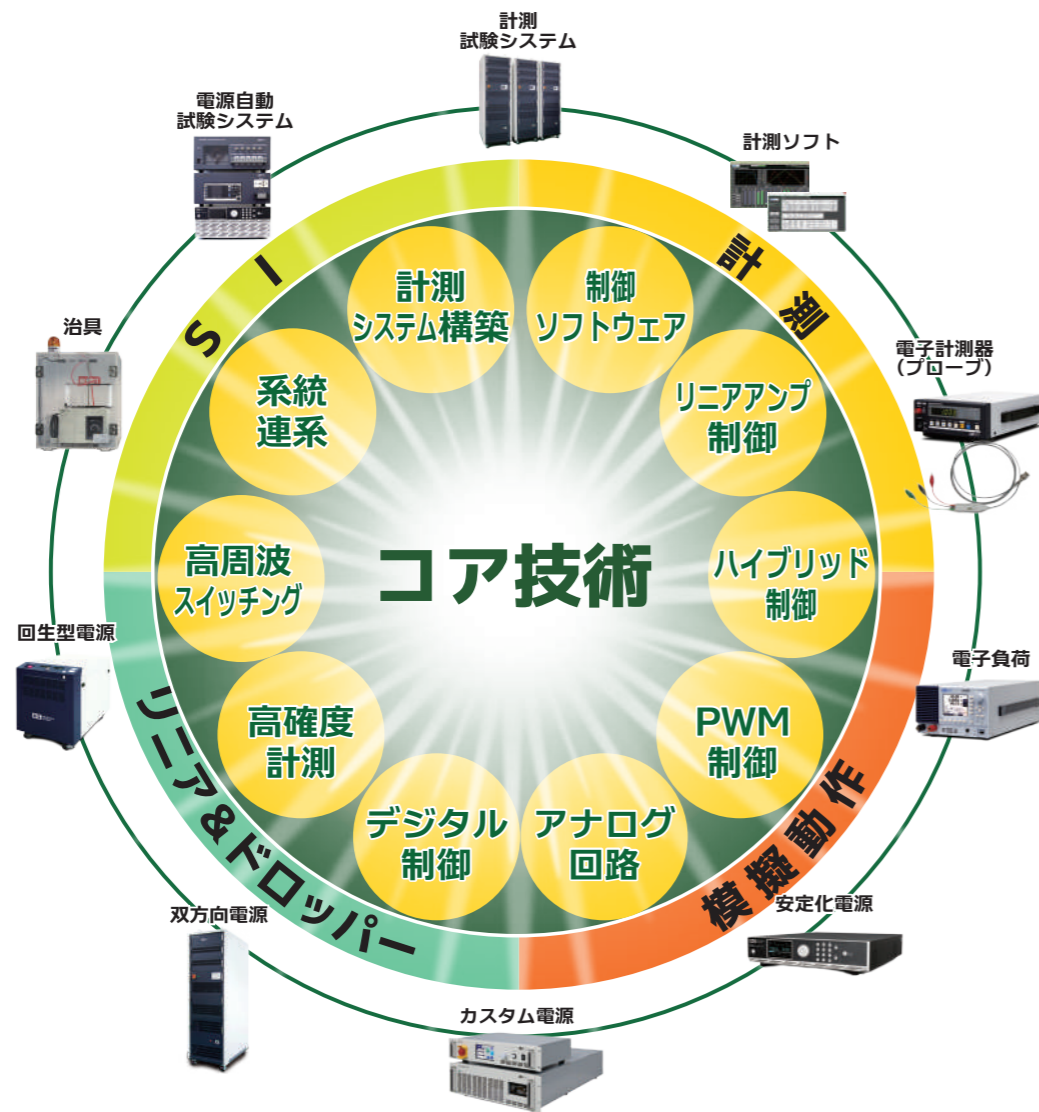 計測
試験システム
電源自動
試験システム
計測ソフト
SI
計測
計測
システム構築
制御
ソフトウェア
治具
系統
連系
リニアアンプ
制御
電子計測器
(プローブ)
コア技術
高周波
スイッチング
ハイブリッド
制御
回生型電源
電子負荷
高確度
計測
PWM
制御
リニア&ドロッパー
模擬動作
デジタル
制御
アナログ
回路
双方向電源
安定化電源
カスタム電源